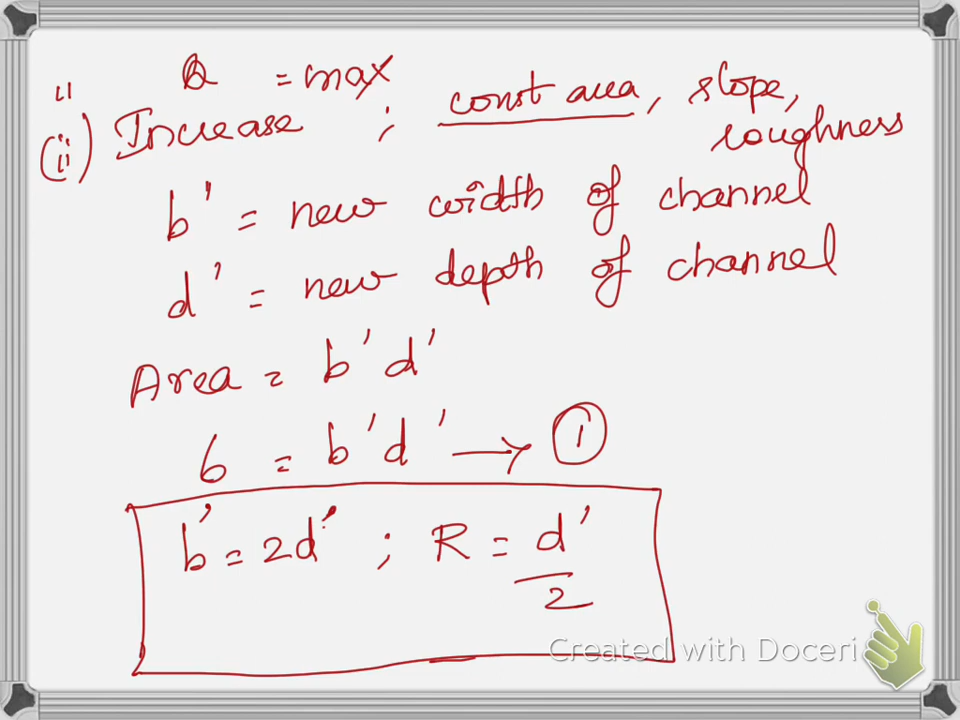 ii Q = max
(ii) Increase ; const area, slope, roughness
b' = new width of channel
d' = new depth of channel
Area = b'd'
6 = b'd' → ①
b' = 2d' ; R = d'/2
Created with Doceri